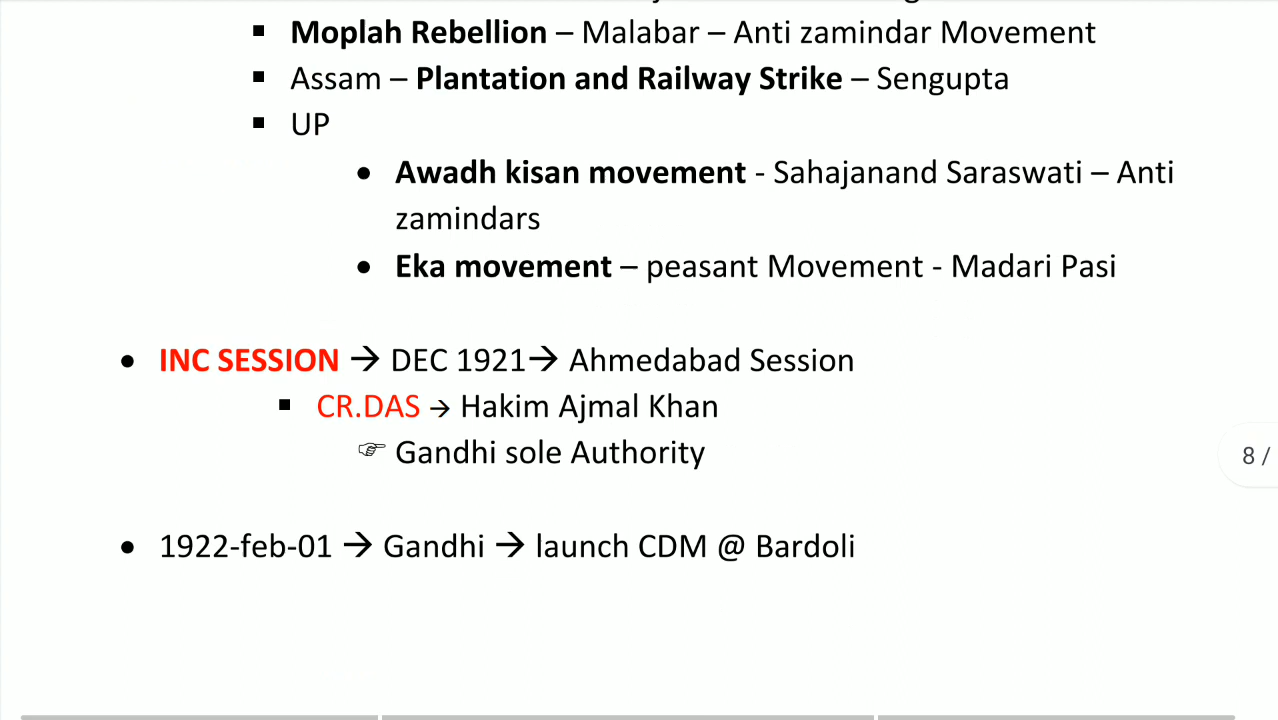 ▪ Moplah Rebellion – Malabar – Anti zamindar Movement
▪ Assam – Plantation and Railway Strike – Sengupta
▪ UP
• Awadh kisan movement - Sahajanand Saraswati – Anti
zamindars
• Eka movement – peasant Movement - Madari Pasi
• INC SESSION → DEC 1921→ Ahmedabad Session
▪ CR.DAS → Hakim Ajmal Khan
☞ Gandhi sole Authority
8 /
• 1922-feb-01 → Gandhi → launch CDM @ Bardoli